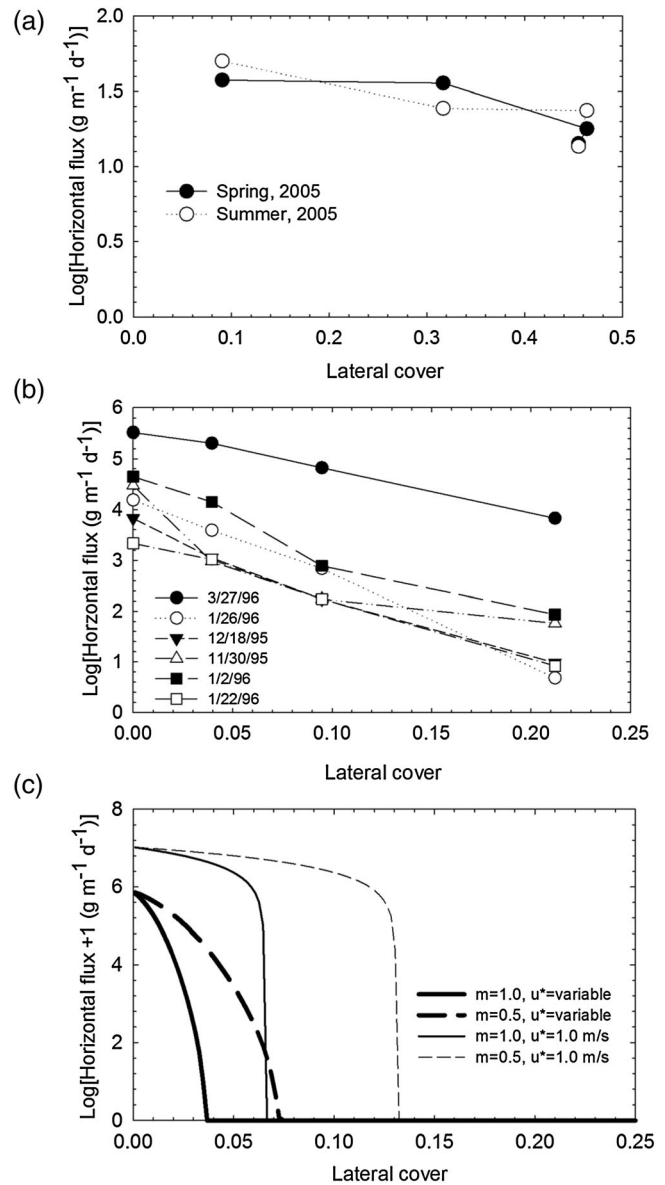 (a)
2.0
1.5
1.0
0.5
0.0
Log[Horizontal flux (g m⁻¹ d⁻¹)]
Spring, 2005
Summer, 2005
0.0 0.1 0.2 0.3 0.4 0.5
Lateral cover
(b)
6
5
4
3
2
1
0
Log[Horzontal flux (g m⁻¹ d⁻¹)]
3/27/96
1/26/96
12/18/95
11/30/95
1/2/96
1/22/96
0.00 0.05 0.10 0.15 0.20 0.25
Lateral cover
(c)
8
6
4
2
0
Log[Horizontal flux +1 (g m⁻¹ d⁻¹)]
m=1.0, u*=variable
m=0.5, u*=variable
m=1.0, u*=1.0 m/s
m=0.5, u*=1.0 m/s
0.00 0.05 0.10 0.15 0.20 0.25
Lateral cover